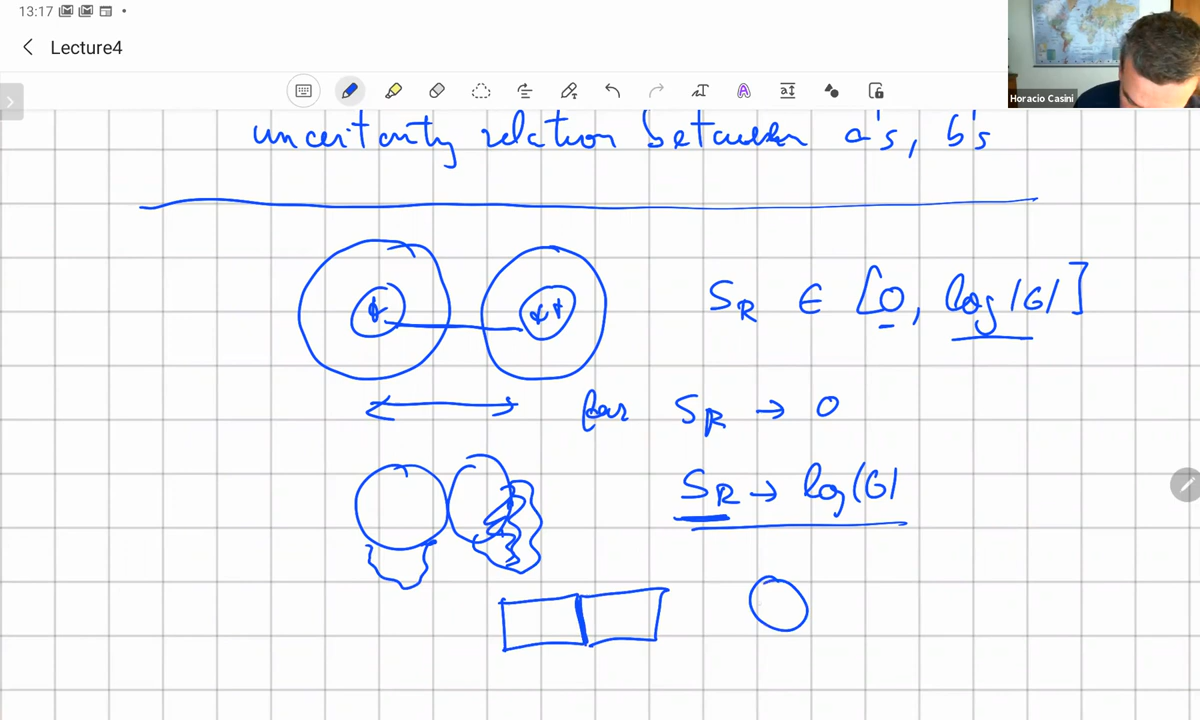 13:17
Lecture4
Horacio Casini
uncertainty relation between a's, b's
S_R ∈ [0, log|G|]
far S_R → 0
S_R → log|G|